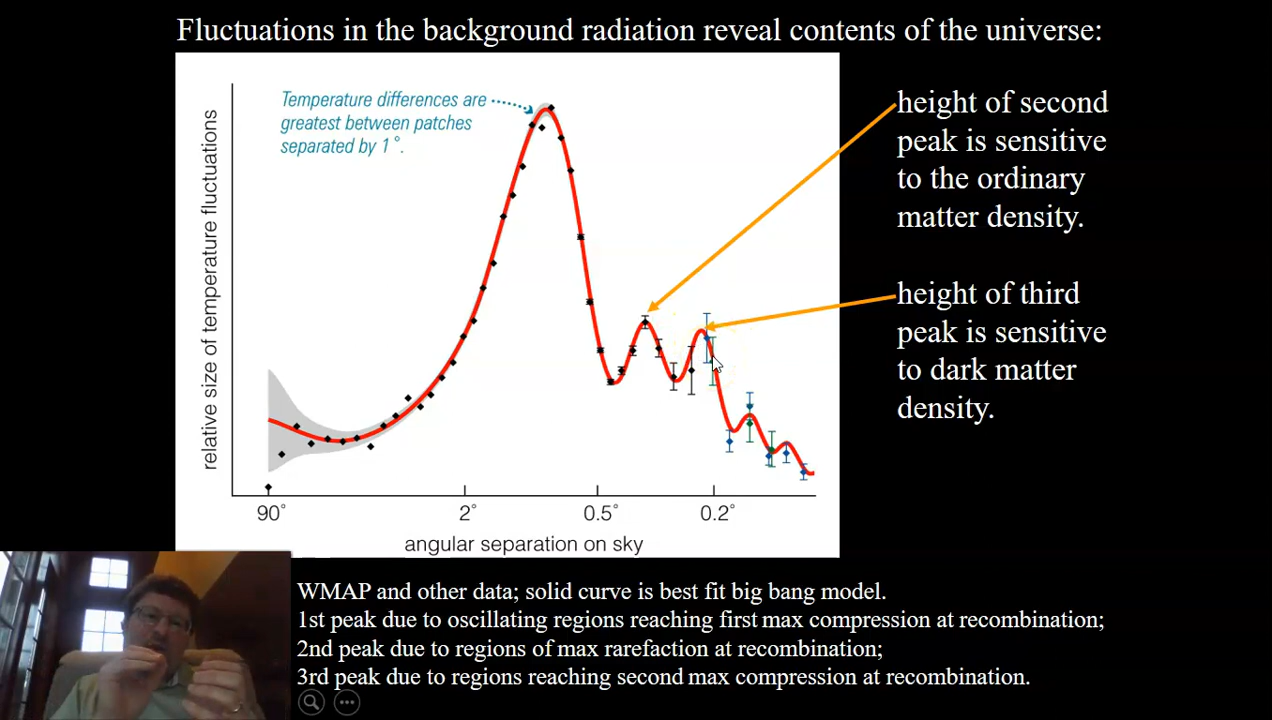 Fluctuations in the background radiation reveal contents of the universe:
Temperature differences are
greatest between patches
separated by 1°.
relative size of temperature fluctuations
90°
2°
0.5°
0.2°
angular separation on sky
height of second
peak is sensitive
to the ordinary
matter density.
height of third
peak is sensitive
to dark matter
density.
WMAP and other data; solid curve is best fit big bang model.
1st peak due to oscillating regions reaching first max compression at recombination;
2nd peak due to regions of max rarefaction at recombination;
3rd peak due to regions reaching second max compression at recombination.